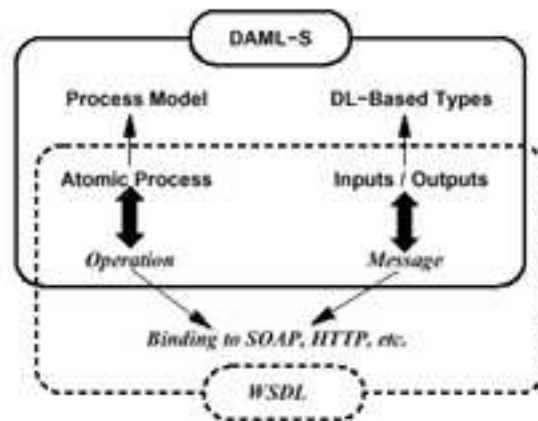 DAML-S
Process Model DL-Based Types
Atomic Process Inputs / Outputs
Operation Message
Binding to SOAP, HTTP, etc.
WSDL